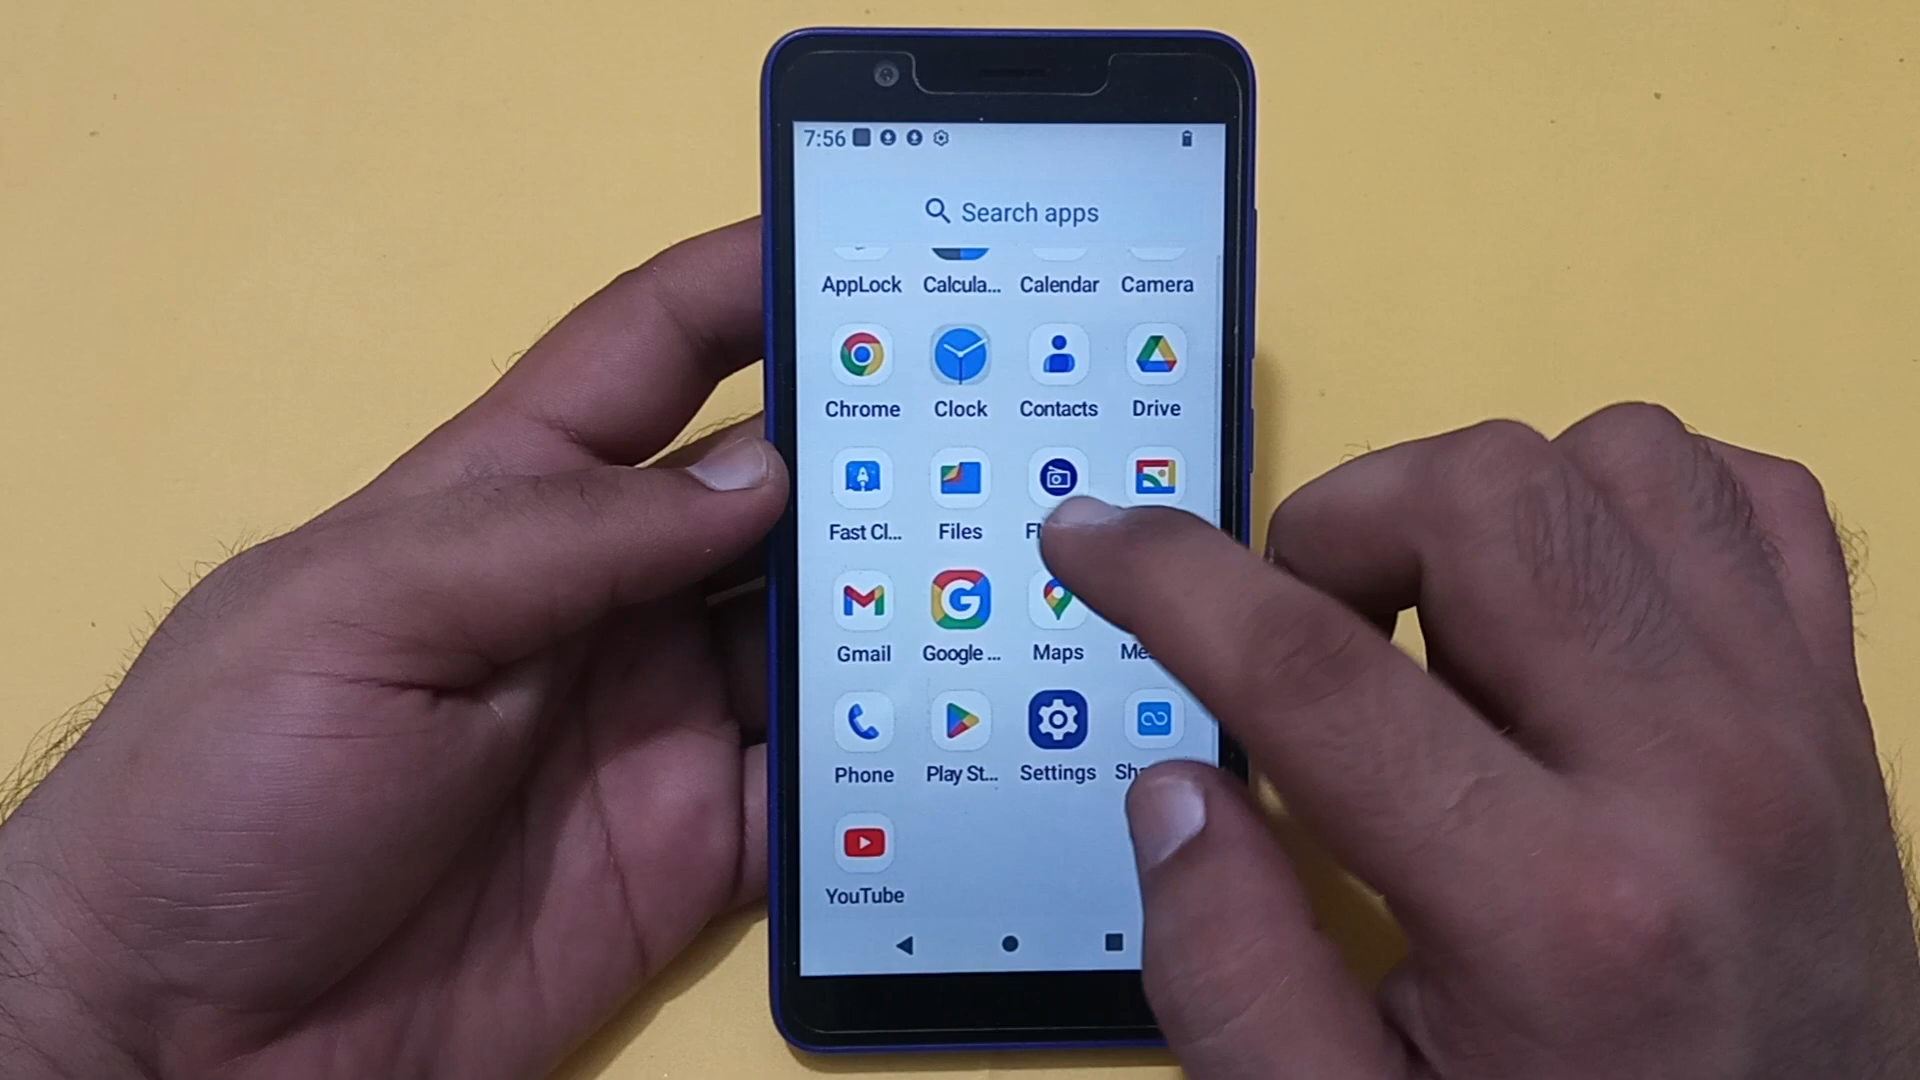 7:56
Search apps
AppLock Calcula... Calendar Camera
Chrome Clock Contacts Drive
Fast Cl... Files
Gmail Google ... Maps
Phone Play St... Settings
YouTube